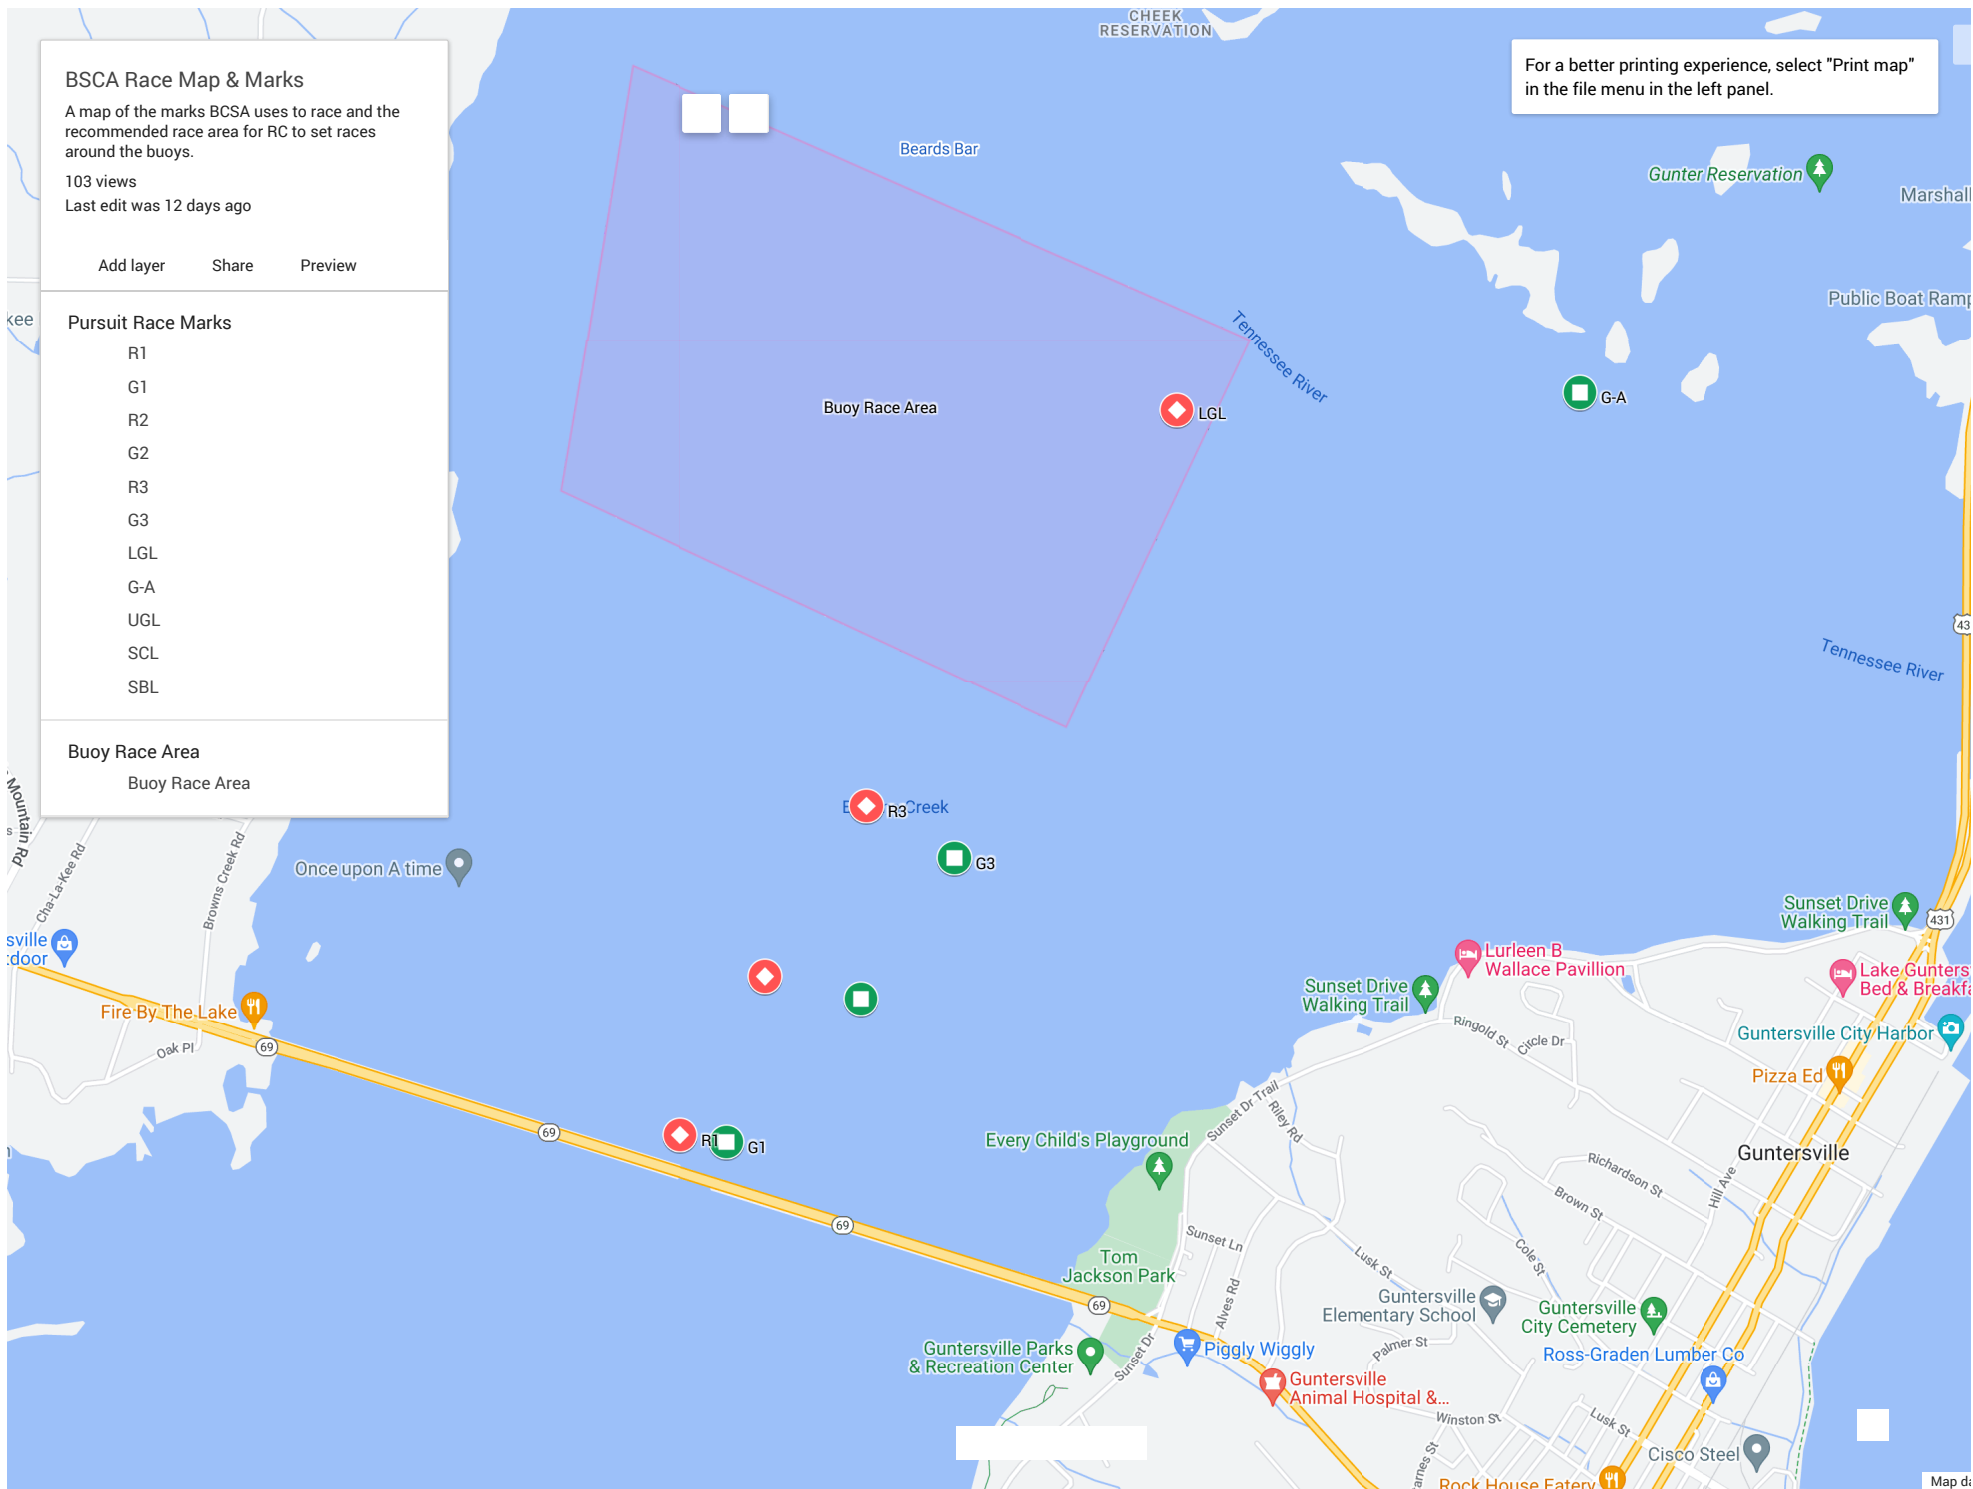 BSCA Race Map & Marks
A map of the marks BCSA uses to race and the
recommended race area for RC to set races
around the buoys.
103 views
Last edit was 12 days ago
Add layer Share Preview
Pursuit Race Marks
R1
G1
R2
G2
R3
G3
LGL
G-A
UGL
SCL
SBL
Buoy Race Area
Buoy Race Area
For a better printing experience, select "Print map"
in the file menu in the left panel.
CHEEK
RESERVATION
Beards Bar
Gunter Reservation
Marshall
Public Boat Ramp
kee
Tennessee River
Buoy Race Area
LGL
G-A
43
Tennessee River
R3
Creek
G3
Mountain Rd
Cha-La-Kee Rd
Browns Creek Rd
Once upon A time
sville
tdoor
Fire By The Lake
Oak Pl
69
69
R1
G1
69
69
Sunset Drive
Walking Trail
431
Lurleen B
Wallace Pavillion
Lake Gunters
Bed & Breakfa
Sunset Drive
Walking Trail
Ringold St
Circle Dr
Guntersville City Harbor
Pizza Ed
Sunset Dr Trail
Riley Rd
Every Child's Playground
Guntersville
Richardson St
Hill Ave
Brown St
Sunset Ln
Tom
Jackson Park
Lusk St
Cole St
Alves Rd
Guntersville
Elementary School
Guntersville
City Cemetery
Palmer St
Ross-Graden Lumber Co
Guntersville Parks
& Recreation Center
Sunset Dr
Piggly Wiggly
Guntersville
Animal Hospital &...
Winston St
Lusk St
Cisco Steel
arnes St
Rock House Eatery
Map da